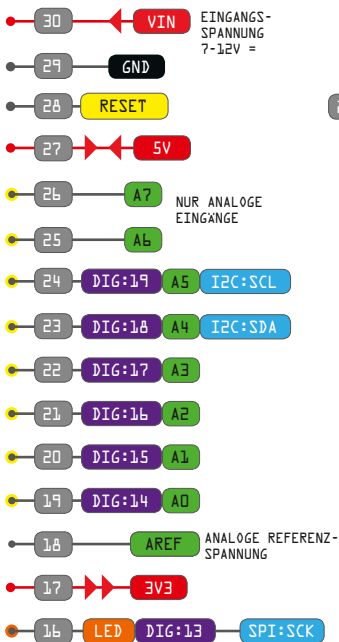 30 VIN EINGANGS-
SPANNUNG
7-12V =
29 GND
28 RESET
27 5V
26 A7 NUR ANALOGE
EINGÄNGE
25 A6
24 DIG:19 A5 I2C:SCL
23 DIG:18 A4 I2C:SDA
22 DIG:17 A3
21 DIG:16 A2
20 DIG:15 A1
19 DIG:14 A0
18 AREF ANALOGE REFERENZ-
SPANNUNG
17 3V3
16 LED DIG:13 SPI:SCK